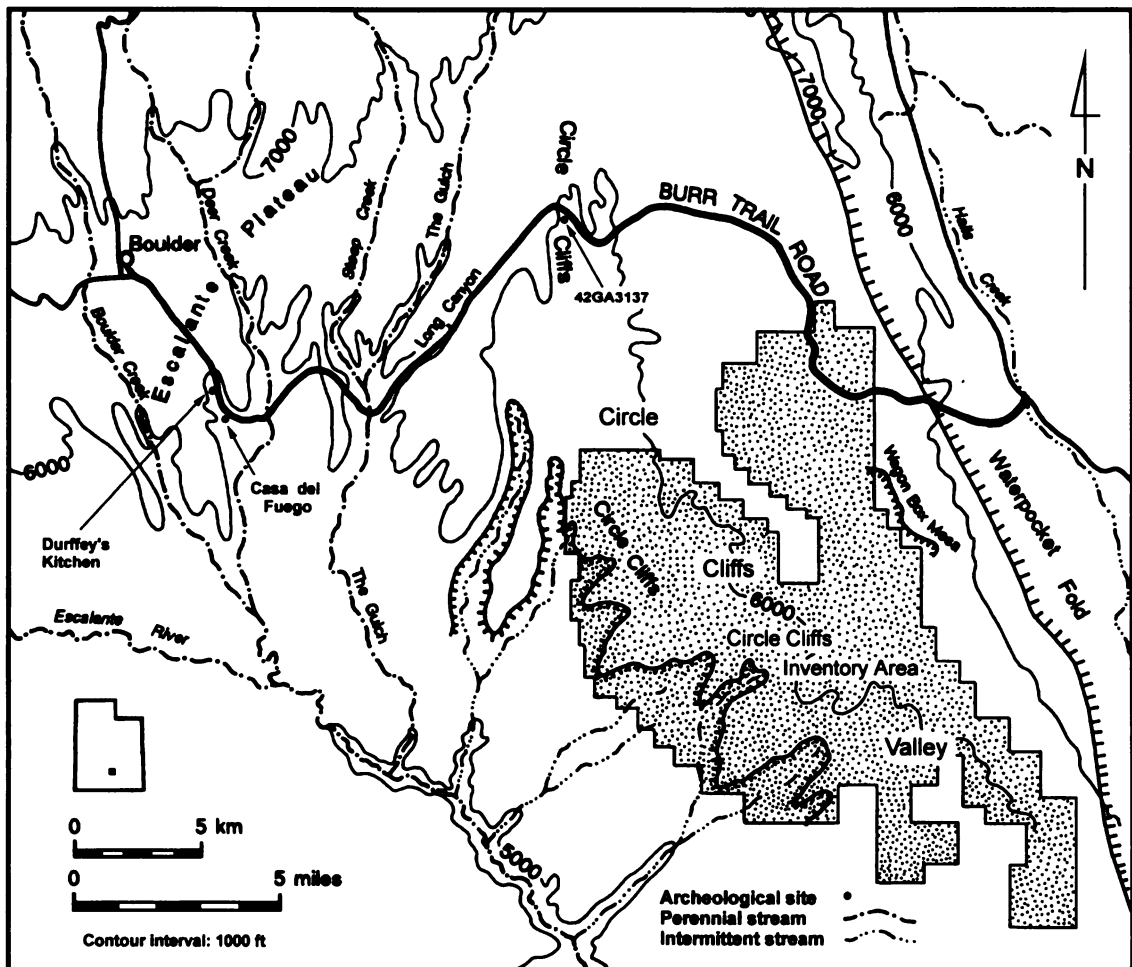 7000
7000
N
Circle
Cliffs
BURR TRAIL
ROAD
6000
Halls
Creek
Deer
Creek
Escalante Plateau
Steep Creek
The Gulch
Boulder
Boulder Creek
Long Canyon
42GA3137
Circle
6000
Casa del
Fuego
Durffey's
Kitchen
Wagon Box Mesa
Waterpocket Fold
Circle Cliffs
Cliffs
6000
Circle Cliffs
Inventory Area
The Gulch
Escalante River
Valley
5000
0 5 km
0 5 miles
Contour interval: 1000 ft
Archeological site
Perennial stream
Intermittent stream